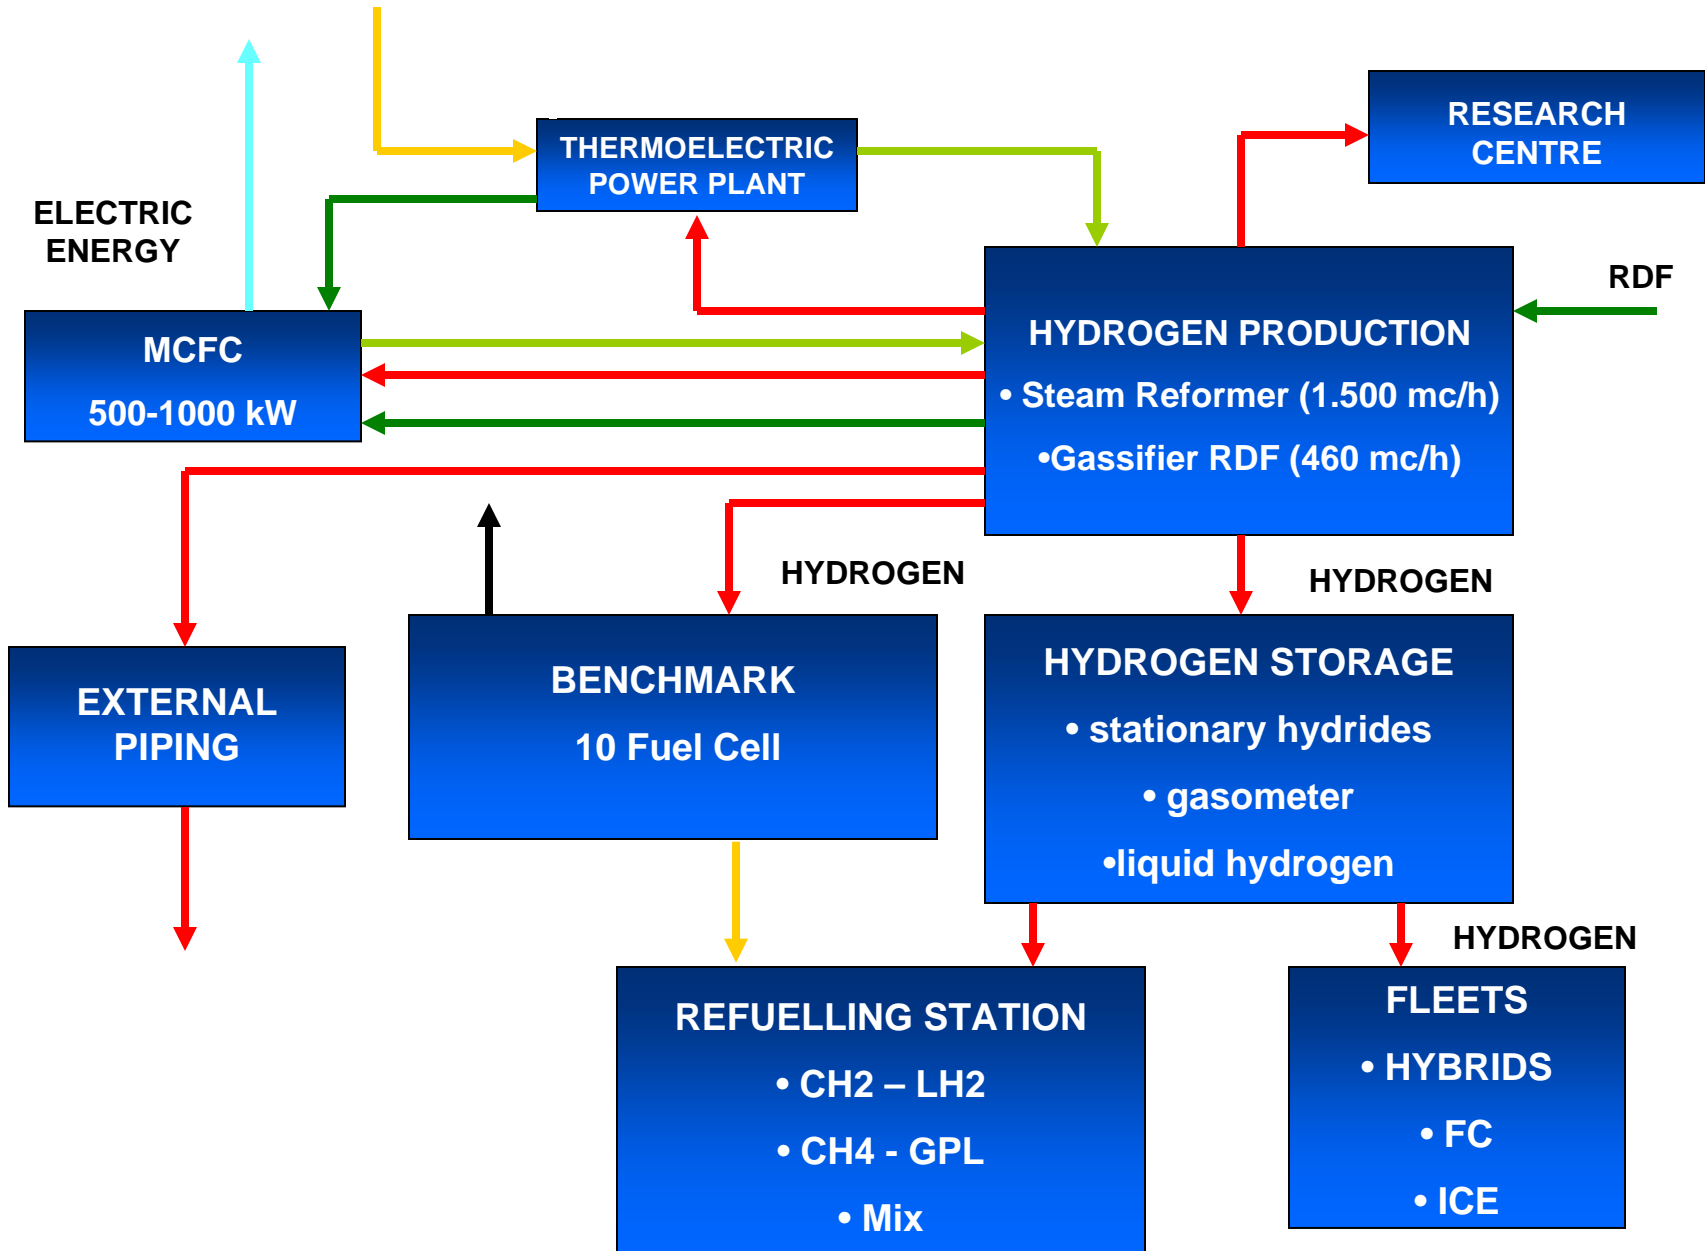 RESEARCH
CENTRE
THERMOELECTRIC
POWER PLANT
ELECTRIC
ENERGY
RDF
MCFC
500-1000 kW
HYDROGEN PRODUCTION
• Steam Reformer (1.500 mc/h)
•Gassifier RDF (460 mc/h)
HYDROGEN
HYDROGEN
EXTERNAL
PIPING
BENCHMARK
10 Fuel Cell
HYDROGEN STORAGE
• stationary hydrides
• gasometer
•liquid hydrogen
HYDROGEN
REFUELLING STATION
• CH2 – LH2
• CH4 - GPL
• Mix
FLEETS
• HYBRIDS
• FC
• ICE